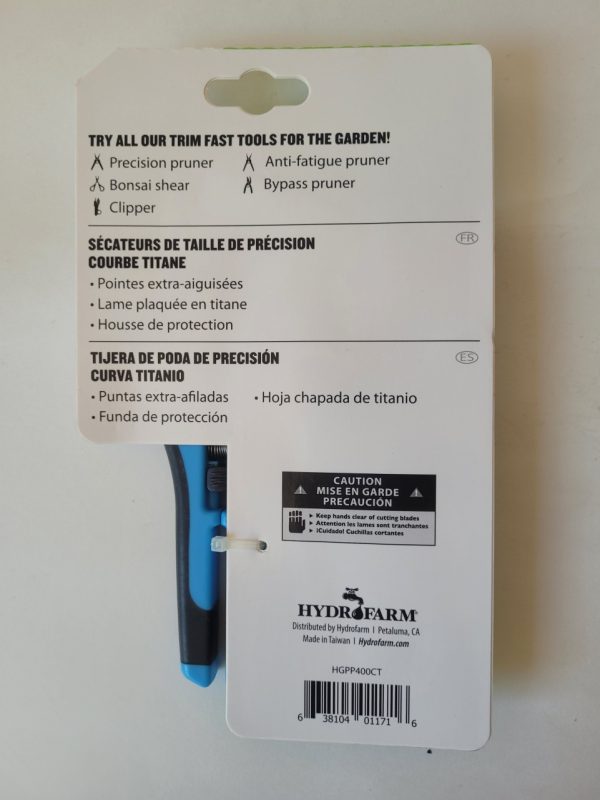 TRY ALL OUR TRIM FAST TOOLS FOR THE GARDEN!
Precision pruner Anti-fatigue pruner
Bonsai shear Bypass pruner
Clipper
SÉCATEURS DE TAILLE DE PRÉCISION FR
COURBE TITANE
• Pointes extra-aiguisées
• Lame plaquée en titane
• Housse de protection
TIJERA DE PODA DE PRECISIÓN ES
CURVA TITANIO
• Puntas extra-afiladas • Hoja chapada de titanio
• Funda de protección
CAUTION
MISE EN GARDE
PRECAUCIÓN
Keep hands clear of cutting blades
Attention les lames sont tranchantes
¡Cuidado! Cuchillas cortantes
HYDROFARM®
Distributed by Hydrofarm | Petaluma, CA
Made in Taiwan | Hydrofarm.com
HGPP400CT
6 38104 01171 6